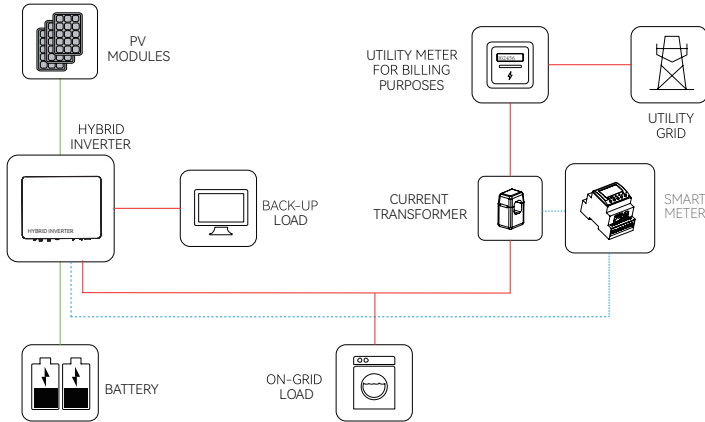 PV
MODULES
UTILITY METER
FOR BILLING
PURPOSES
UTILITY
GRID
HYBRID
INVERTER
HYBRID INVERTER
BACK-UP
LOAD
CURRENT
TRANSFORMER
SMART
METER
BATTERY
ON-GRID
LOAD